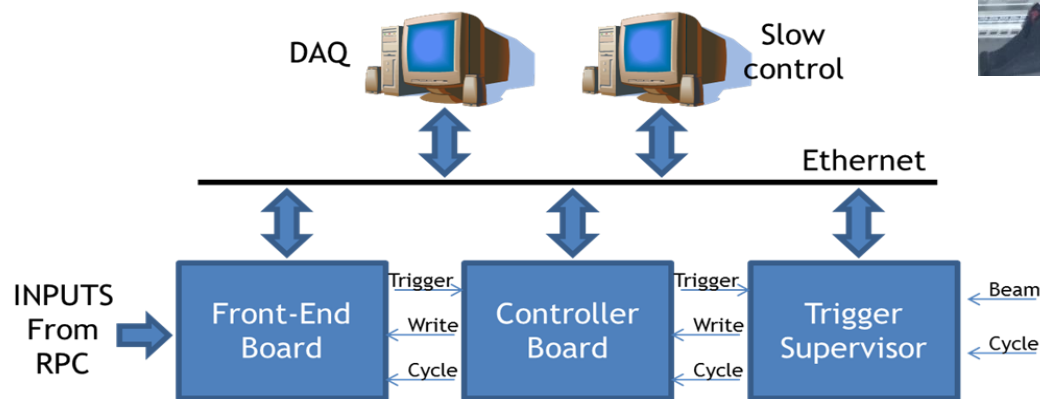 DAQ
Slow
control
Ethernet
INPUTS
From
RPC
Front-End
Board
Trigger
Write
Cycle
Controller
Board
Trigger
Write
Cycle
Trigger
Supervisor
Beam
Cycle